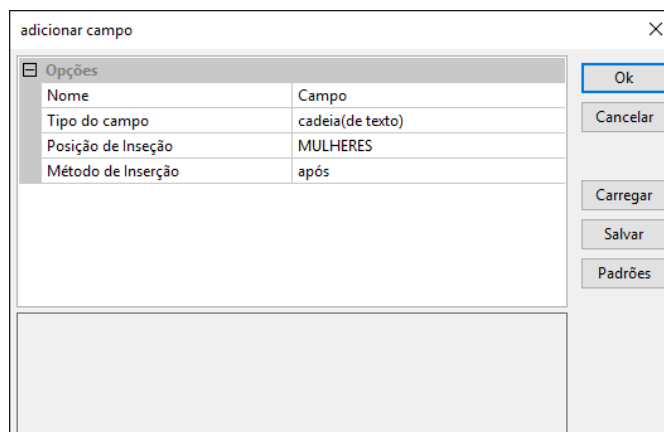 adicionar campo
Opções
Nome Campo
Tipo do campo cadeia(de texto)
Posição de Inseção MULHERES
Método de Inserção após
Ok
Cancelar
Carregar
Salvar
Padrões